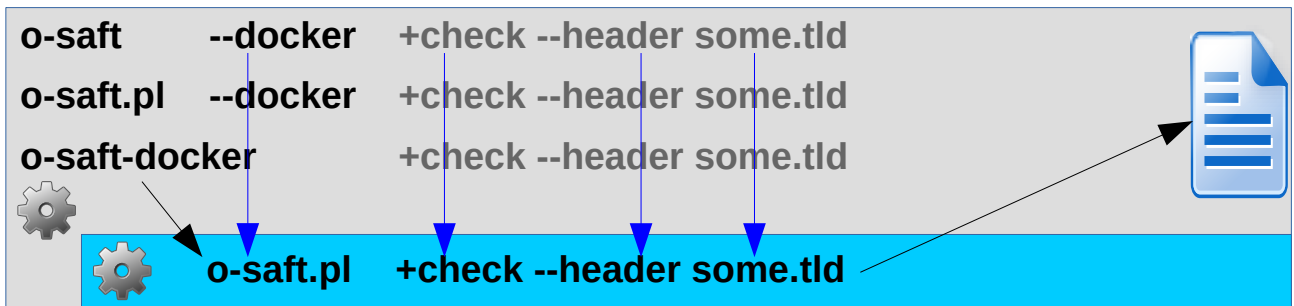 o-saft --docker +check --header some.tld
o-saft.pl --docker +check --header some.tld
o-saft-docker +check --header some.tld
o-saft.pl +check --header some.tld